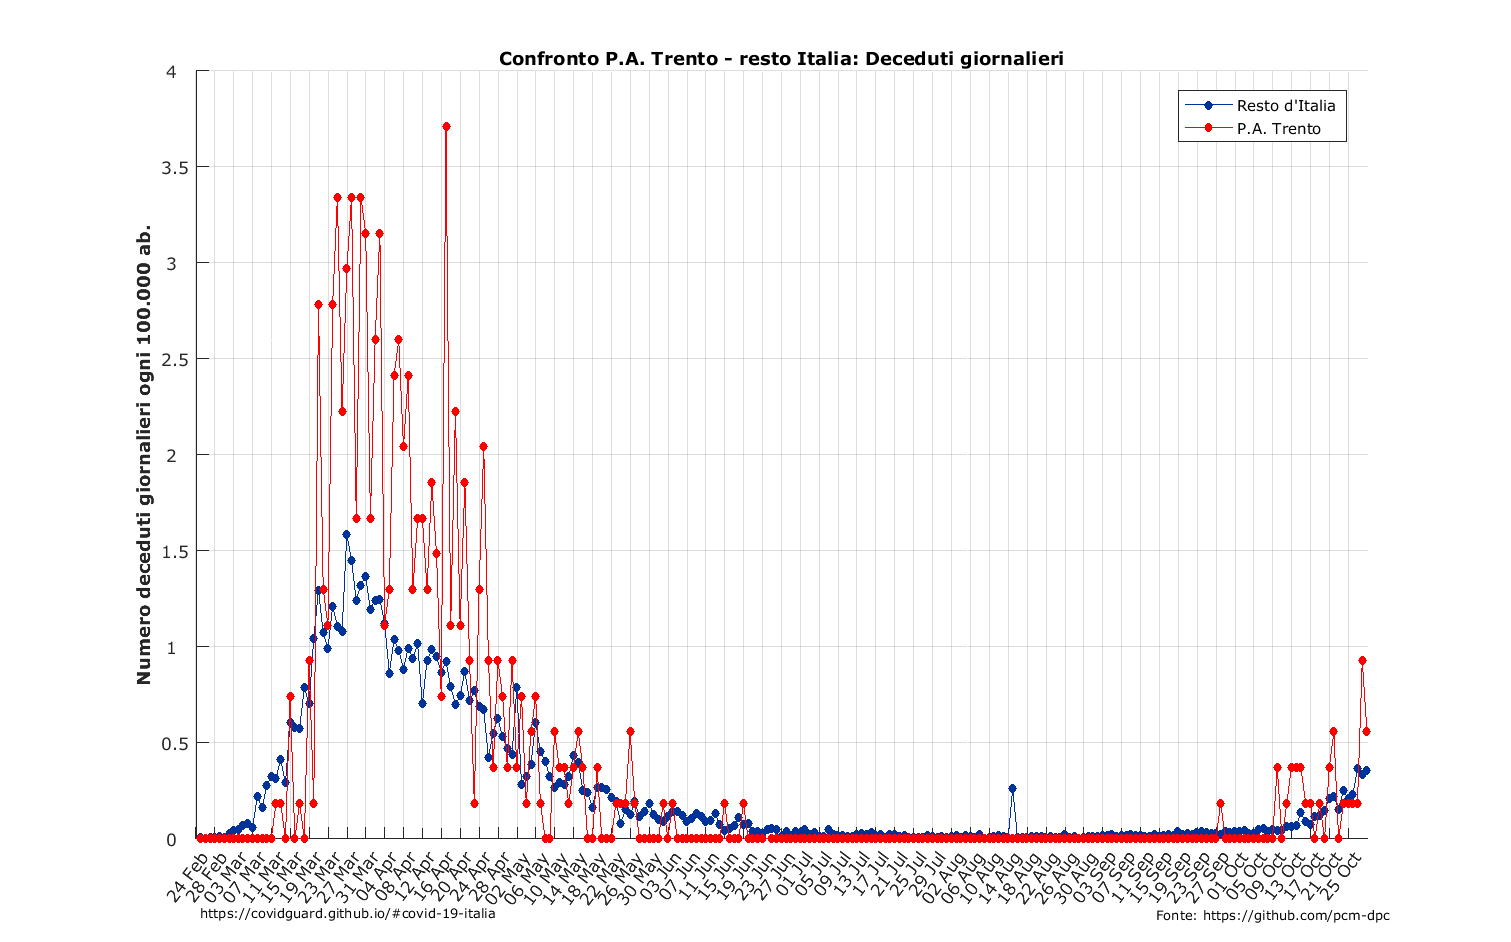 Confronto P.A. Trento - resto Italia: Deceduti giornalieri
Resto d'Italia
P.A. Trento
Numero deceduti giornalieri ogni 100.000 ab.
4
3.5
3
2.5
2
1.5
1
0.5
0
24 Feb
28 Feb
03 Mar
07 Mar
11 Mar
15 Mar
19 Mar
23 Mar
27 Mar
31 Mar
04 Apr
08 Apr
12 Apr
16 Apr
20 Apr
24 Apr
28 Apr
02 May
06 May
10 May
14 May
18 May
22 May
26 May
30 May
03 Jun
07 Jun
11 Jun
15 Jun
19 Jun
23 Jun
27 Jun
01 Jul
05 Jul
09 Jul
13 Jul
17 Jul
21 Jul
25 Jul
29 Jul
02 Aug
06 Aug
10 Aug
14 Aug
18 Aug
22 Aug
26 Aug
30 Aug
03 Sep
07 Sep
11 Sep
15 Sep
19 Sep
23 Sep
27 Sep
01 Oct
05 Oct
09 Oct
13 Oct
17 Oct
21 Oct
25 Oct
https://covidguard.github.io/#covid-19-italia
Fonte: https://github.com/pcm-dpc